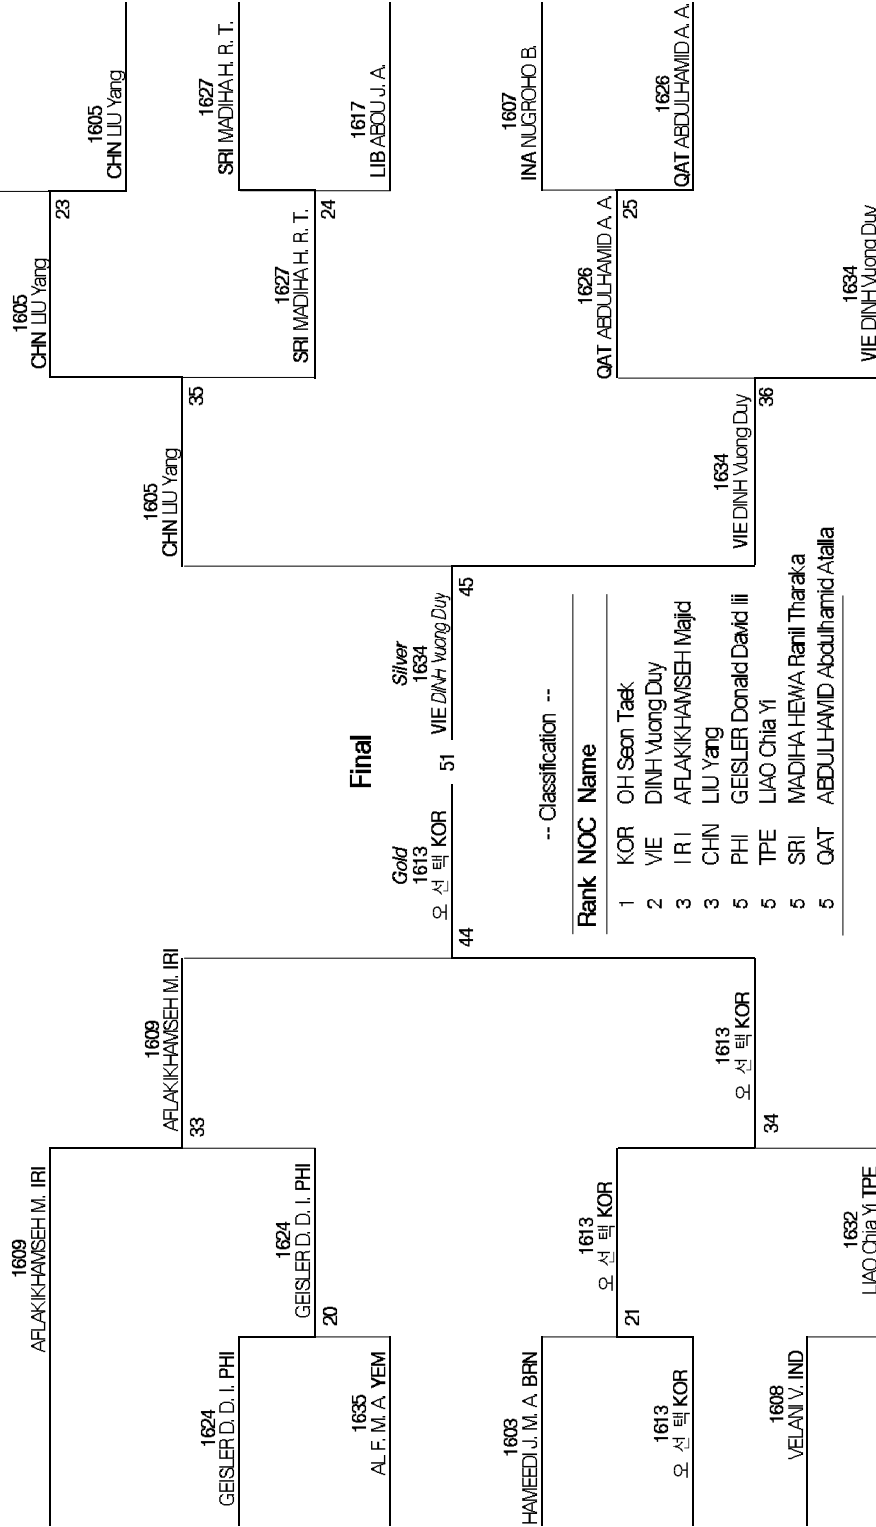 1609
AFLAKIKHAMSEH M. IRI
1605
CHN LIU Yang
23
1605
CHN LIU Yang
1609
AFLAKIKHAMSEH M. IRI
1605
CHN LIU Yang
33
35
1624
GEISLER D. D. I. PHI
1627
SRI MADIHA H. R. T.
1624
GEISLER D. D. I. PHI
1627
SRI MADIHA H. R. T.
20
24
1635
AL F. M. A. YEM
Final
1617
LIB ABOU J. A.
Gold
1613
오 선 택 KOR
Silver
1634
VIE DINH Vuong Duy
44
51
45
1603
HAMEEDI J. M. A. BRN
1607
INA NUGROHO B.
-- Classification --
Rank NOC Name
1 KOR OH Seon Taek
2 VIE DINH Vuong Duy
3 IRI AFLAKIKHAMSEH Majid
3 CHN LIU Yang
5 PHI GEISLER Donald David Iii
5 TPE LIAO Chia Yi
5 SRI MADIHA HEWA Ranil Tharaka
5 QAT ABDULHAMID Abdulhamid Atalla
1613
오 선 택 KOR
1626
QAT ABDULHAMID A. A.
21
25
1613
오 선 택 KOR
1626
QAT ABDULHAMID A. A.
1613
오 선 택 KOR
1634
VIE DINH Vuong Duy
34
36
1608
VELANI V. IND
1632
LIAO Chia Yi TPE
1634
VIE DINH Vuong Duy